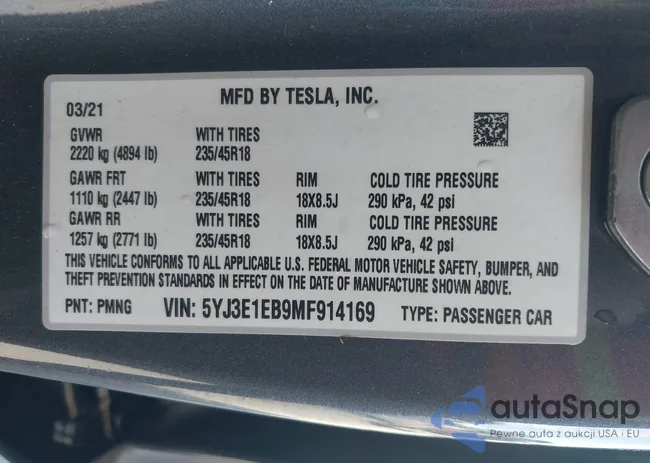 MFD BY TESLA, INC.
03/21
GVWR WITH TIRES
2220 kg (4894 lb) 235/45R18
GAWR FRT WITH TIRES RIM COLD TIRE PRESSURE
1110 kg (2447 lb) 235/45R18 18X8.5J 290 kPa, 42 psi
GAWR RR WITH TIRES RIM COLD TIRE PRESSURE
1257 kg (2771 lb) 235/45R18 18X8.5J 290 kPa, 42 psi
THIS VEHICLE CONFORMS TO ALL APPLICABLE U.S. FEDERAL MOTOR VEHICLE SAFETY, BUMPER, AND
THEFT PREVENTION STANDARDS IN EFFECT ON THE DATE OF MANUFACTURE SHOWN ABOVE.
PNT: PMNG VIN: 5YJ3E1EB9MF914169 TYPE: PASSENGER CAR
autaSnap
Pewne auta z aukcji USA i EU